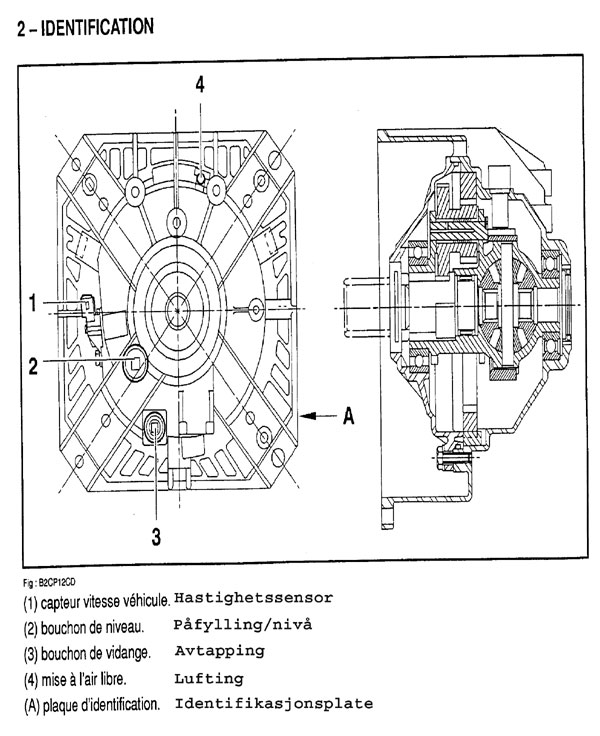 2 – IDENTIFICATION
4
1
2
A
3
Fig : B2CP12CD
(1) capteur vitesse véhicule. Hastighetssensor
(2) bouchon de niveau. Påfylling/nivå
(3) bouchon de vidange. Avtapping
(4) mise à l'air libre. Lufting
(A) plaque d'identification. Identifikasjonsplate